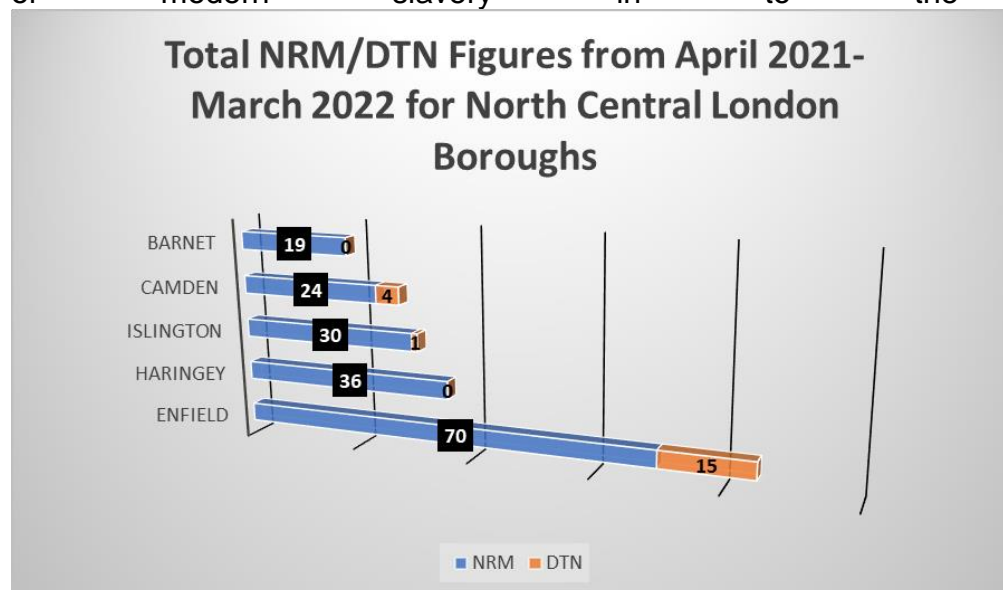 of modern slavery in to the
Total NRM/DTN Figures from April 2021-
March 2022 for North Central London
Boroughs
BARNET 19 0
CAMDEN 24 4
ISLINGTON 30 1
HARINGEY 36 0
ENFIELD 70 15
NRM DTN